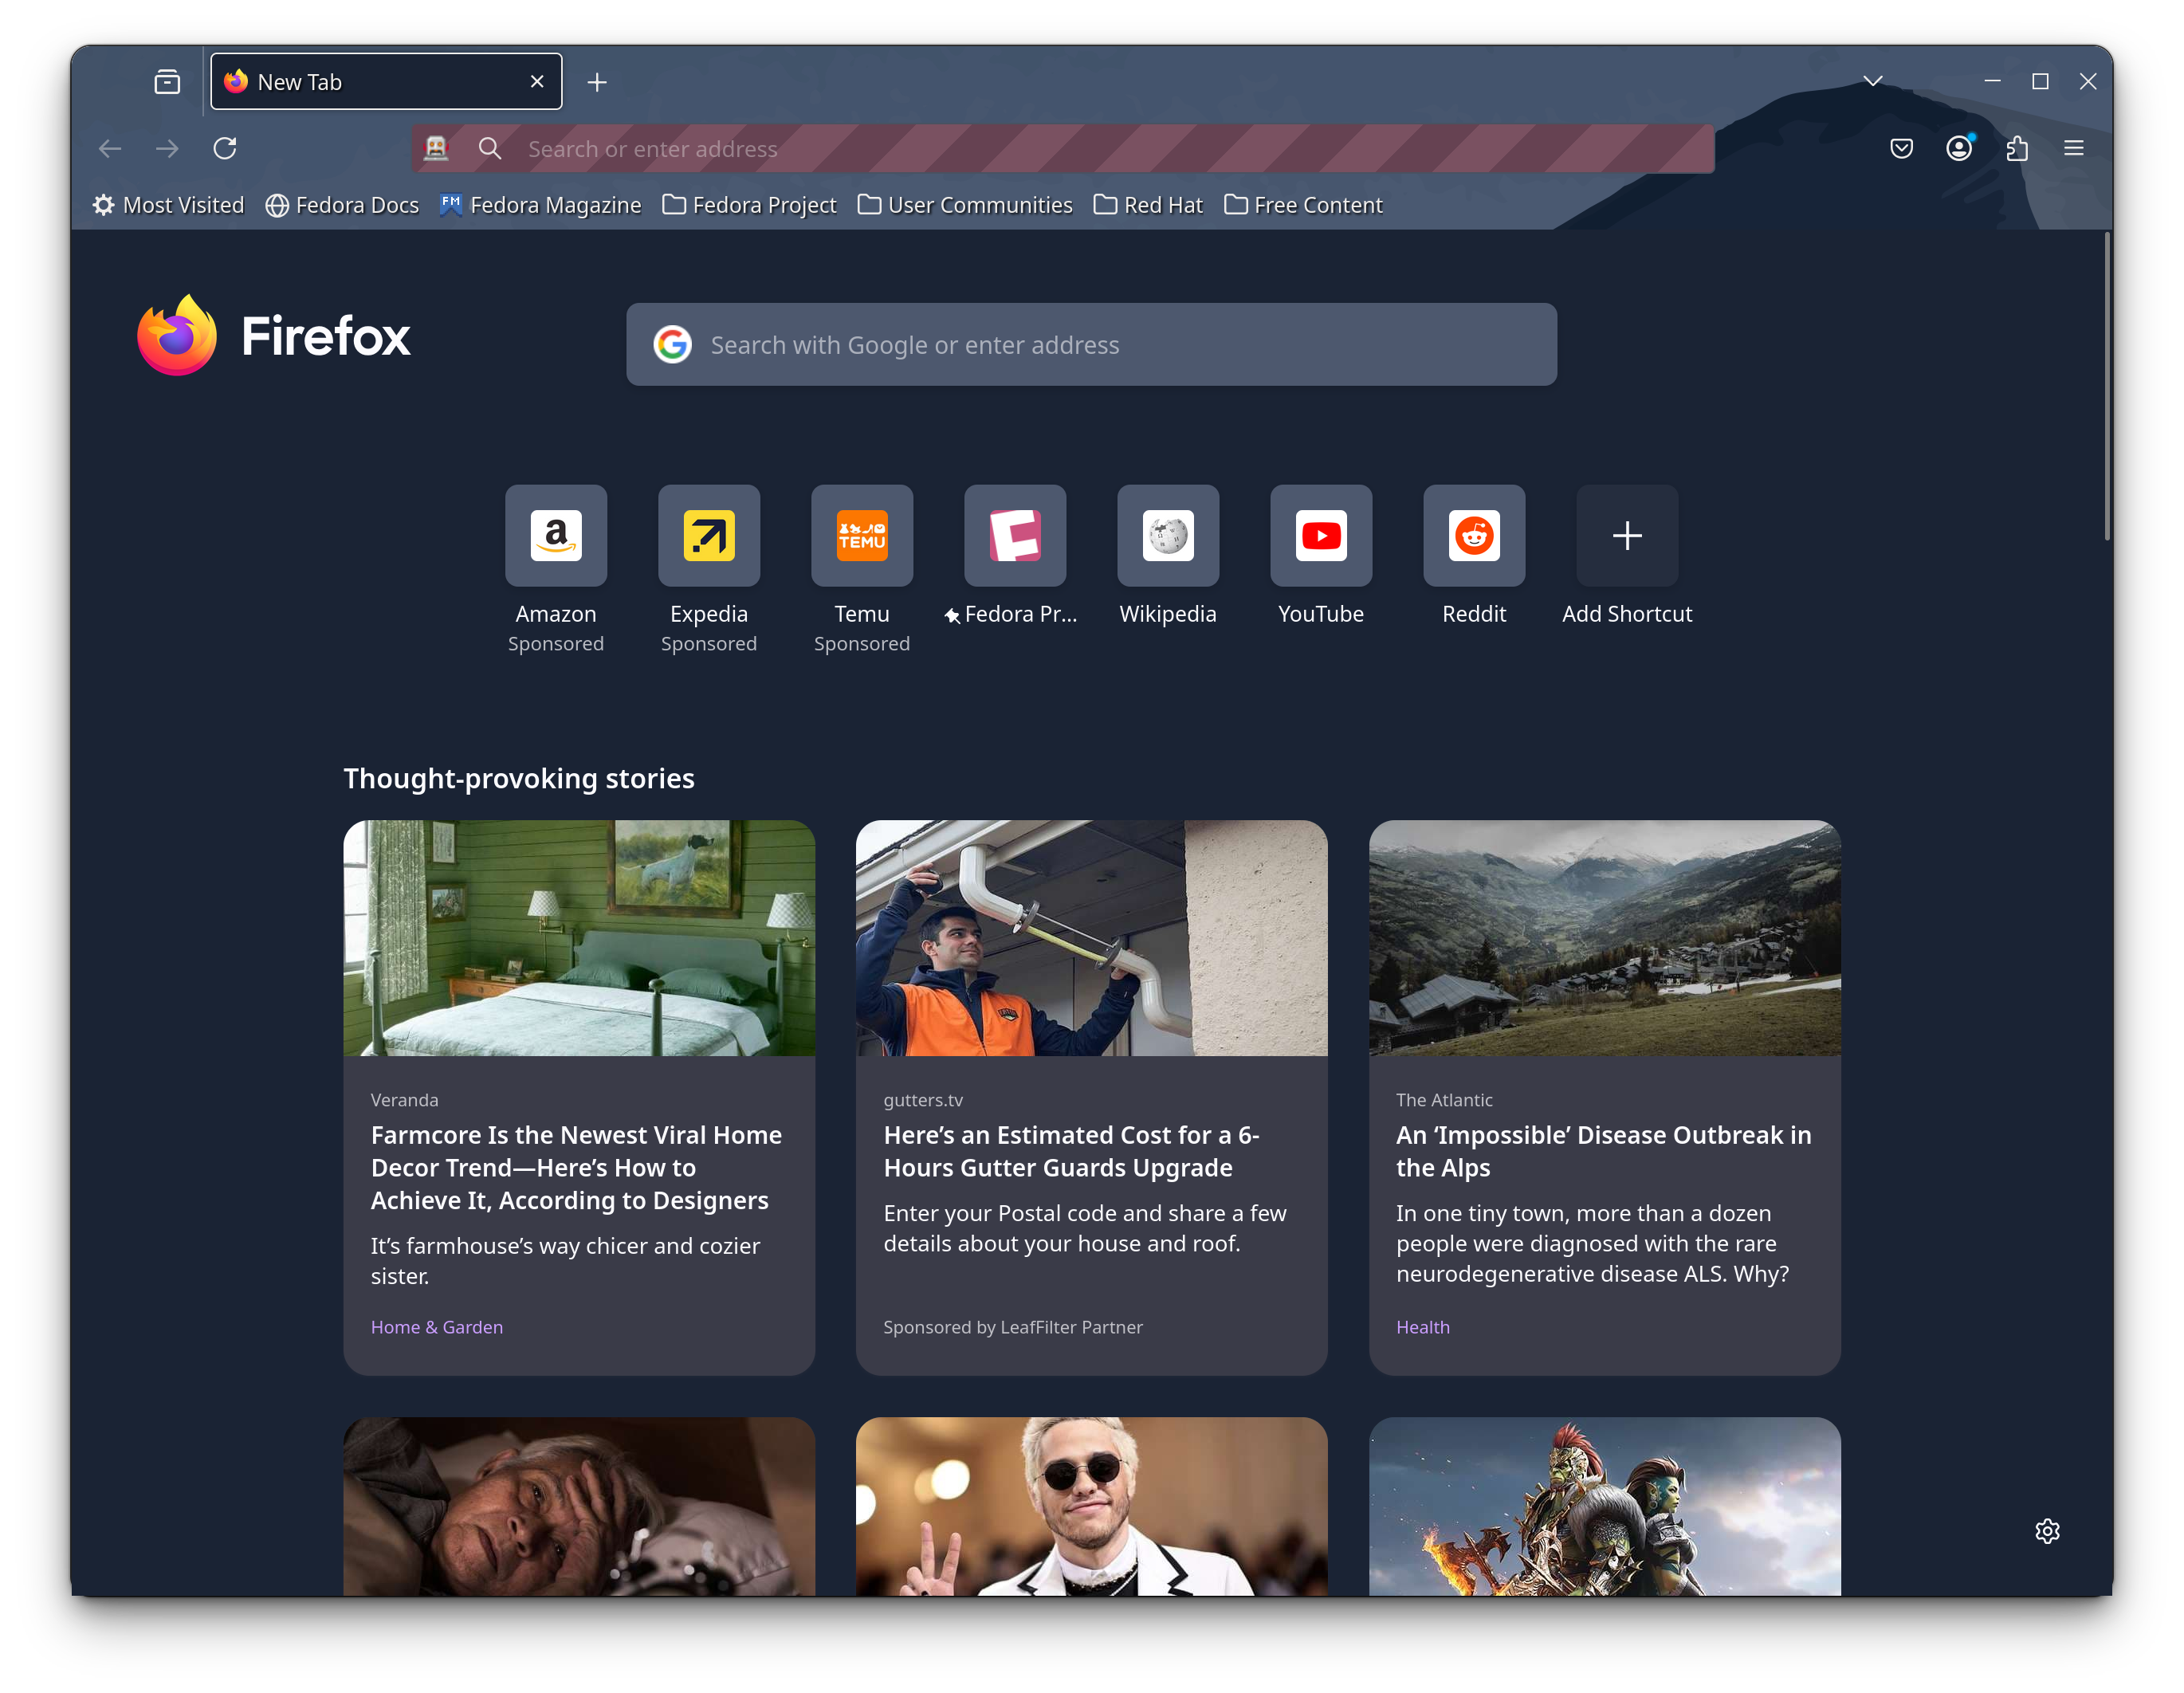 New Tab
Search or enter address
Most Visited
Fedora Docs
FM
Fedora Magazine
Fedora Project
User Communities
Red Hat
Free Content
Firefox
Search with Google or enter address
a
TEMU
Amazon
Sponsored
Expedia
Sponsored
Temu
Sponsored
Fedora Pr...
Wikipedia
YouTube
Reddit
Add Shortcut
Thought-provoking stories
Veranda
Farmcore Is the Newest Viral Home
Decor Trend—Here’s How to
Achieve It, According to Designers
It’s farmhouse’s way chicer and cozier
sister.
Home & Garden
gutters.tv
Here’s an Estimated Cost for a 6-
Hours Gutter Guards Upgrade
Enter your Postal code and share a few
details about your house and roof.
Sponsored by LeafFilter Partner
The Atlantic
An ‘Impossible’ Disease Outbreak in
the Alps
In one tiny town, more than a dozen
people were diagnosed with the rare
neurodegenerative disease ALS. Why?
Health